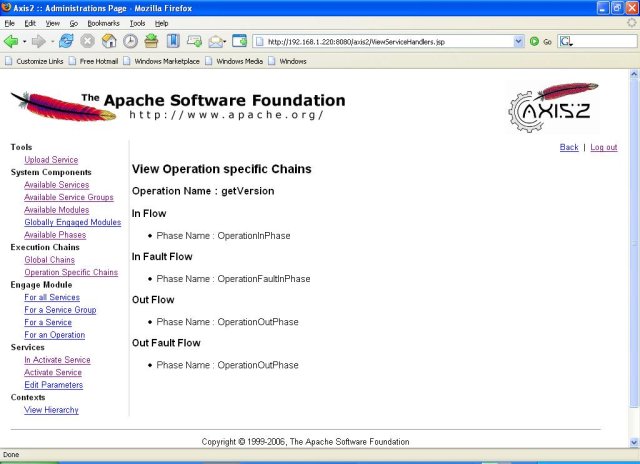 Axis2 :: Administrations Page - Mozilla Firefox
File Edit View Go Bookmarks Tools Help
http://192.168.1.220:8080/axis2/ViewServiceHandlers.jsp
Go
Customize Links Free Hotmail Windows Marketplace Windows Media Windows
The Apache Software Foundation
http://www.apache.org/
AXIS2
Back | Log out
Tools
Upload Service
System Components
Available Services
Available Service Groups
Available Modules
Globally Engaged Modules
Available Phases
Execution Chains
Global Chains
Operation Specific Chains
Engage Module
For all Services
For a Service Group
For a Service
For an Operation
Services
In Activate Service
Activate Service
Edit Parameters
Contexts
View Hierarchy
View Operation specific Chains
Operation Name : getVersion
In Flow
• Phase Name : OperationInPhase
In Fault Flow
• Phase Name : OperationFaultInPhase
Out Flow
• Phase Name : OperationOutPhase
Out Fault Flow
• Phase Name : OperationOutPhase
Copyright © 1999-2006, The Apache Software Foundation
Done